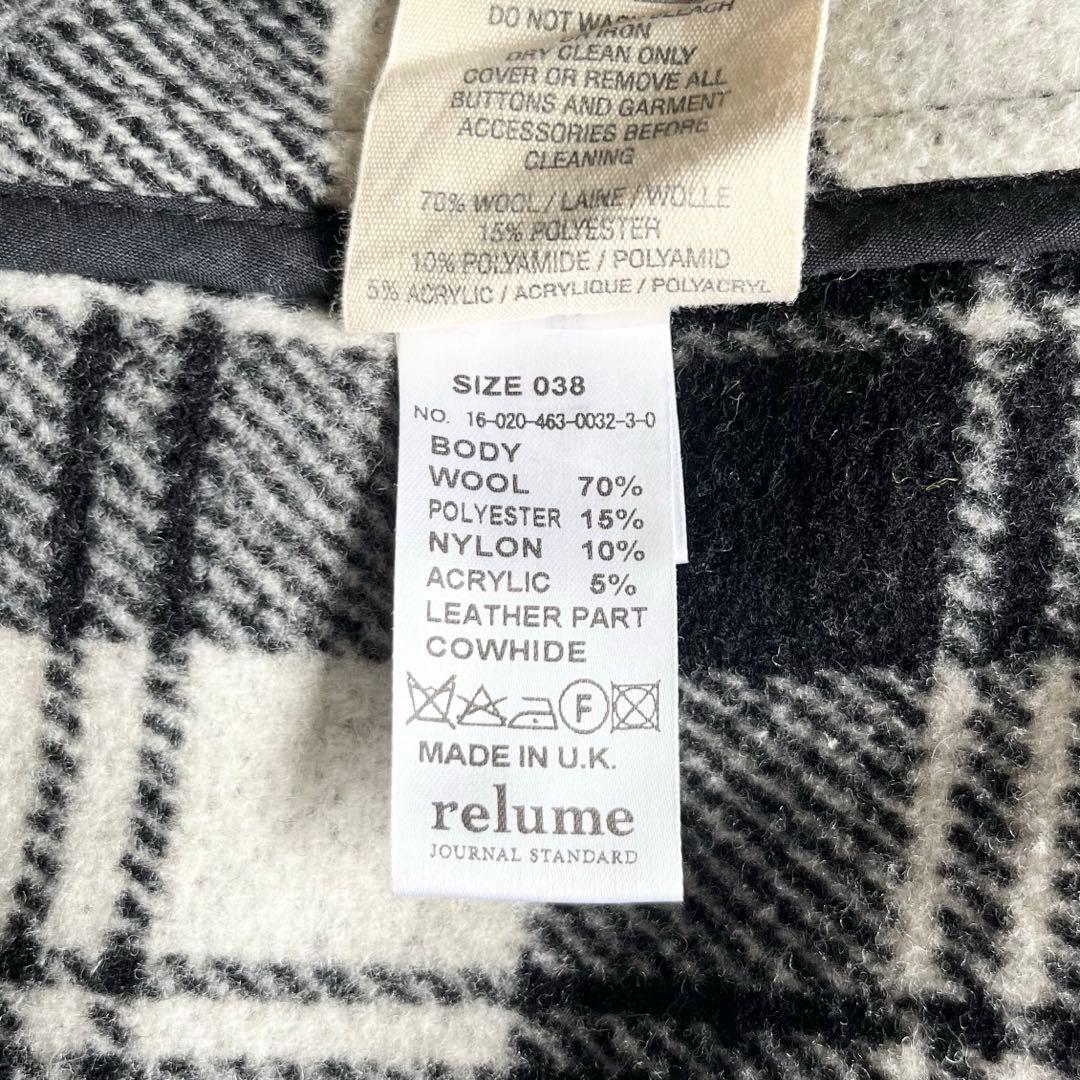 DO NOT WASH BLEACH
OR IRON
DRY CLEAN ONLY
COVER OR REMOVE ALL
BUTTONS AND GARMENT
ACCESSORIES BEFORE
CLEANING
70% WOOL / LAINE / WOLLE
15% POLYESTER
10% POLYAMIDE / POLYAMID
5% ACRYLIC / ACRYLIQUE / POLYACRYL
SIZE 038
NO. 16-020-463-0032-3-0
BODY
WOOL 70%
POLYESTER 15%
NYLON 10%
ACRYLIC 5%
LEATHER PART
COWHIDE
F
MADE IN U.K.
relume
JOURNAL STANDARD